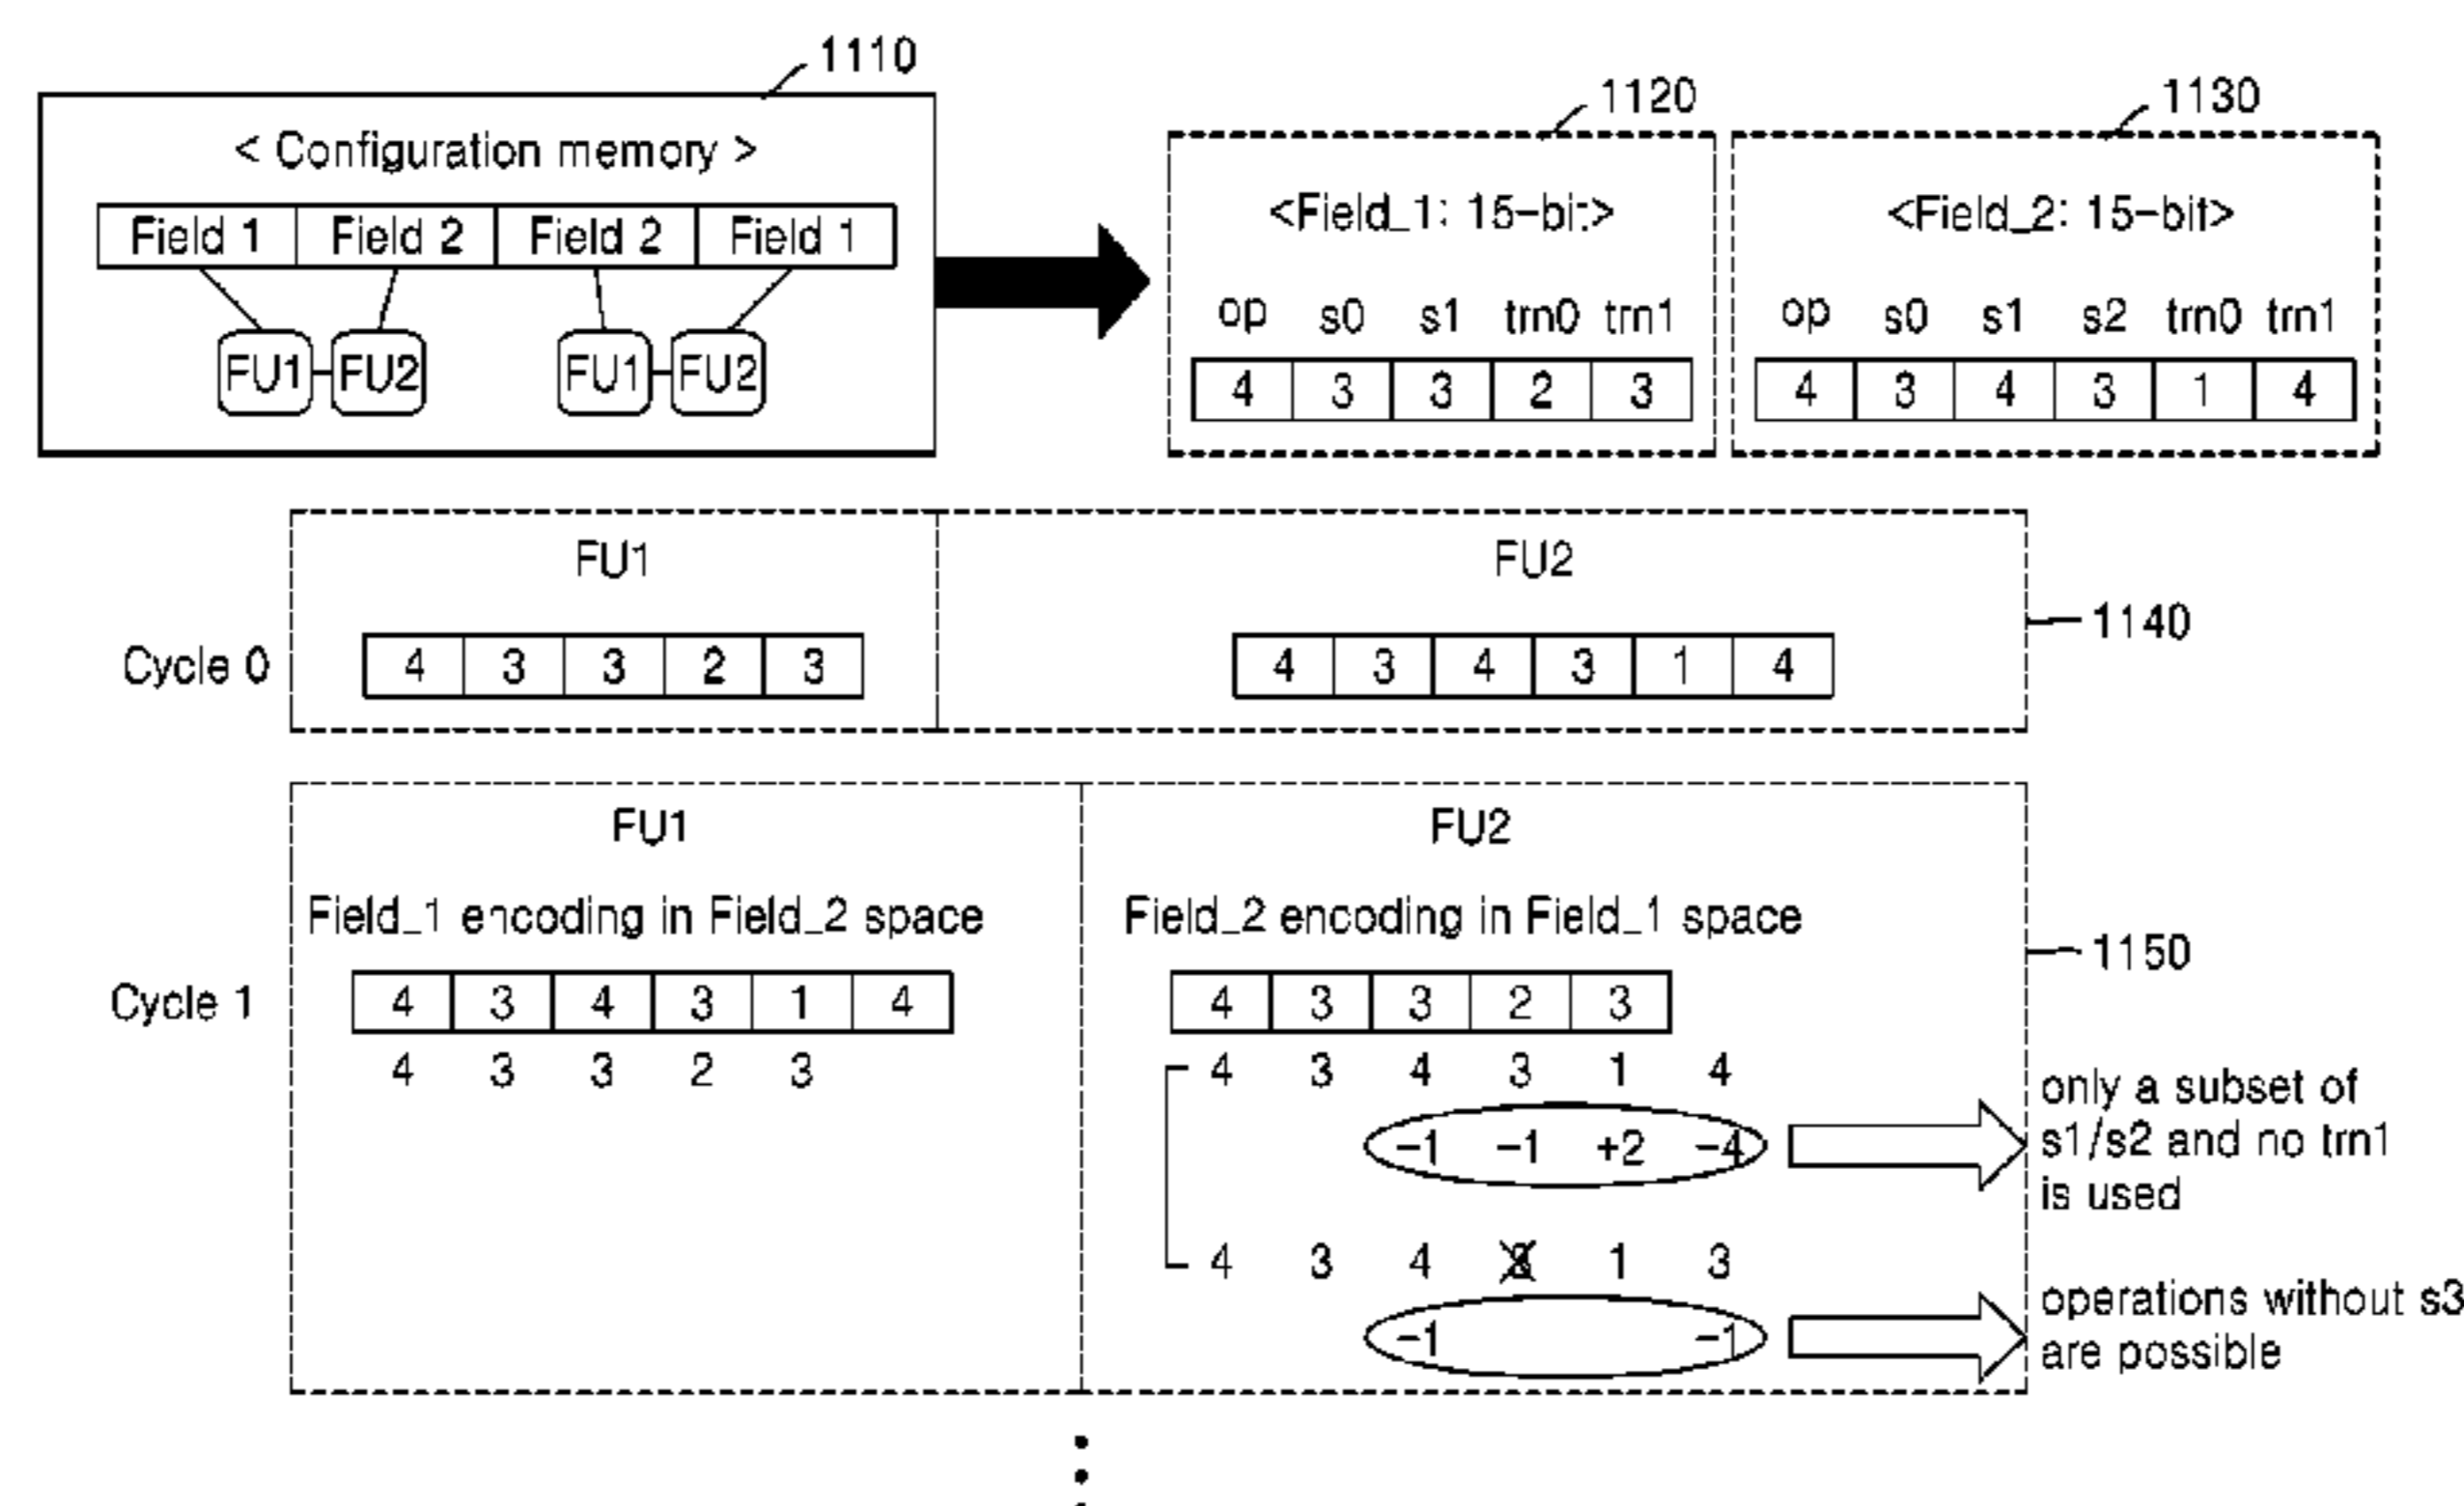 1110
< Configuration memory >
Field 1 Field 2 Field 2 Field 1
FU1 FU2 FU1 FU2
1120
<Field_1: 15-bit>
op s0 s1 trn0 trn1
4 3 3 2 3
1130
<Field_2: 15-bit>
op s0 s1 s2 trn0 trn1
4 3 4 3 1 4
FU1 FU2
Cycle 0
4 3 3 2 3
4 3 4 3 1 4
1140
FU1
Field_1 encoding in Field_2 space
Cycle 1
4 3 4 3 1 4
4 3 3 2 3
FU2
Field_2 encoding in Field_1 space
4 3 3 2 3
4 3 4 3 1 4
-1 -1 +2 -4
only a subset of
s1/s2 and no trn1
is used
4 3 4 3 1 3
-1 -1
operations without s3
are possible
1150